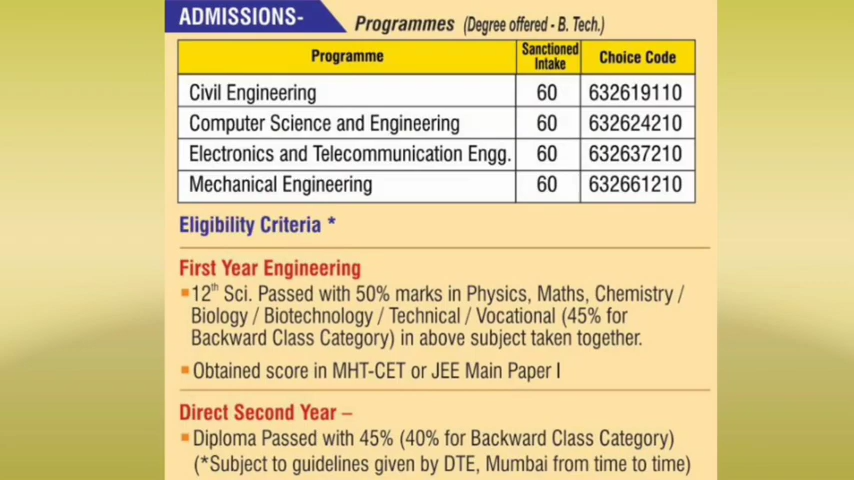 ADMISSIONS-
Programmes (Degree offered - B. Tech.)
Programme Sanctioned Intake Choice Code
Civil Engineering 60 632619110
Computer Science and Engineering 60 632624210
Electronics and Telecommunication Engg. 60 632637210
Mechanical Engineering 60 632661210
Eligibility Criteria *
First Year Engineering
12th Sci. Passed with 50% marks in Physics, Maths, Chemistry /
Biology / Biotechnology / Technical / Vocational (45% for
Backward Class Category) in above subject taken together.
Obtained score in MHT-CET or JEE Main Paper I
Direct Second Year –
Diploma Passed with 45% (40% for Backward Class Category)
(*Subject to guidelines given by DTE, Mumbai from time to time)